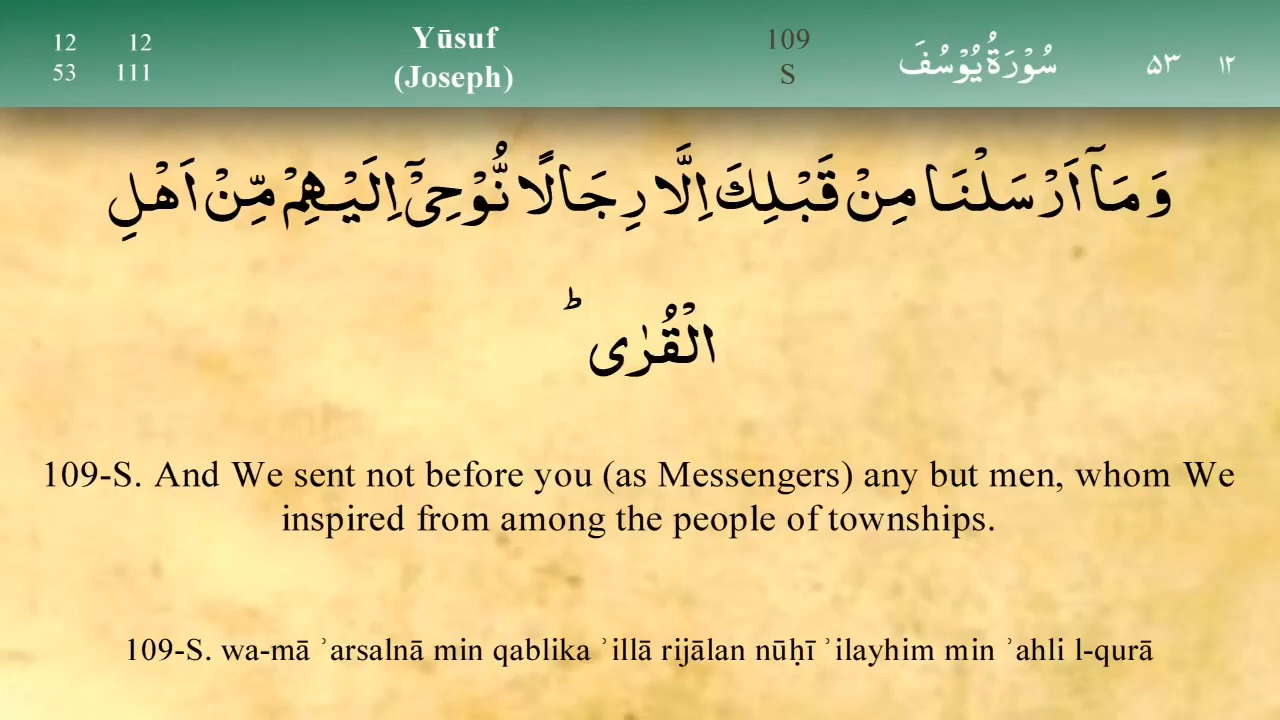 12 12 Yūsuf 109 سُوْرَةُ يُوْسُفَ ۵۳ ۱۲
53 111 (Joseph) S
وَ مَاۤ اَرْسَلْنَا مِنْ قَبْلِكَ اِلَّا رِجَالًا نُّوْحِیْۤ اِلَیْهِمْ مِّنْ اَهْلِ
الْقُرٰی ؕ
109-S. And We sent not before you (as Messengers) any but men, whom We
inspired from among the people of townships.
109-S. wa-mā ʾarsalnā min qablika ʾillā rijālan nūḥī ʾilayhim min ʾahli l-qurā